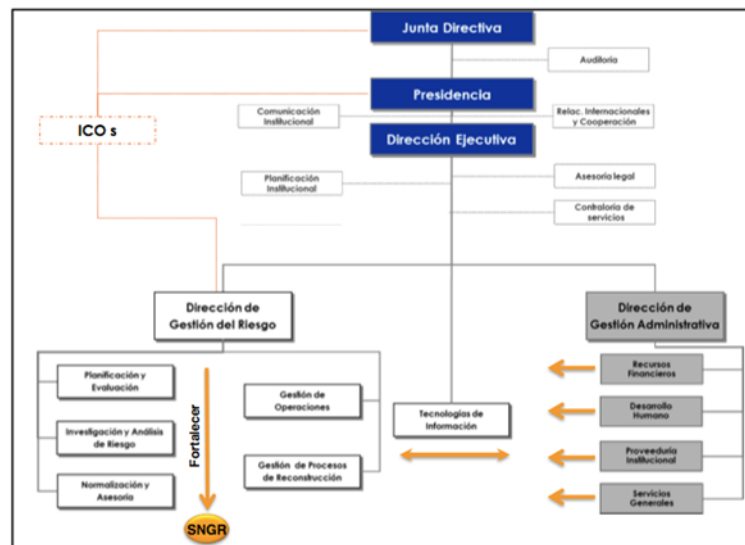 Junta Directiva
Auditoría
Presidencia
Comunicación
Institucional
Relac. Internacionales
y Cooperación
ICO s
Dirección Ejecutiva
Planificación
Institucional
Asesoría legal
Contraloría de
servicios
Dirección de
Gestión del Riesgo
Dirección de
Gestión Administrativa
Planificación y
Evaluación
Investigación y Análisis
de Riesgo
Normalización y
Asesoría
Fortalecer
SNGR
Gestión de
Operaciones
Gestión de Procesos
de Reconstrucción
Tecnologías de
Información
Recursos
Financieros
Desarrollo
Humano
Proveeduría
Institucional
Servicios
Generales